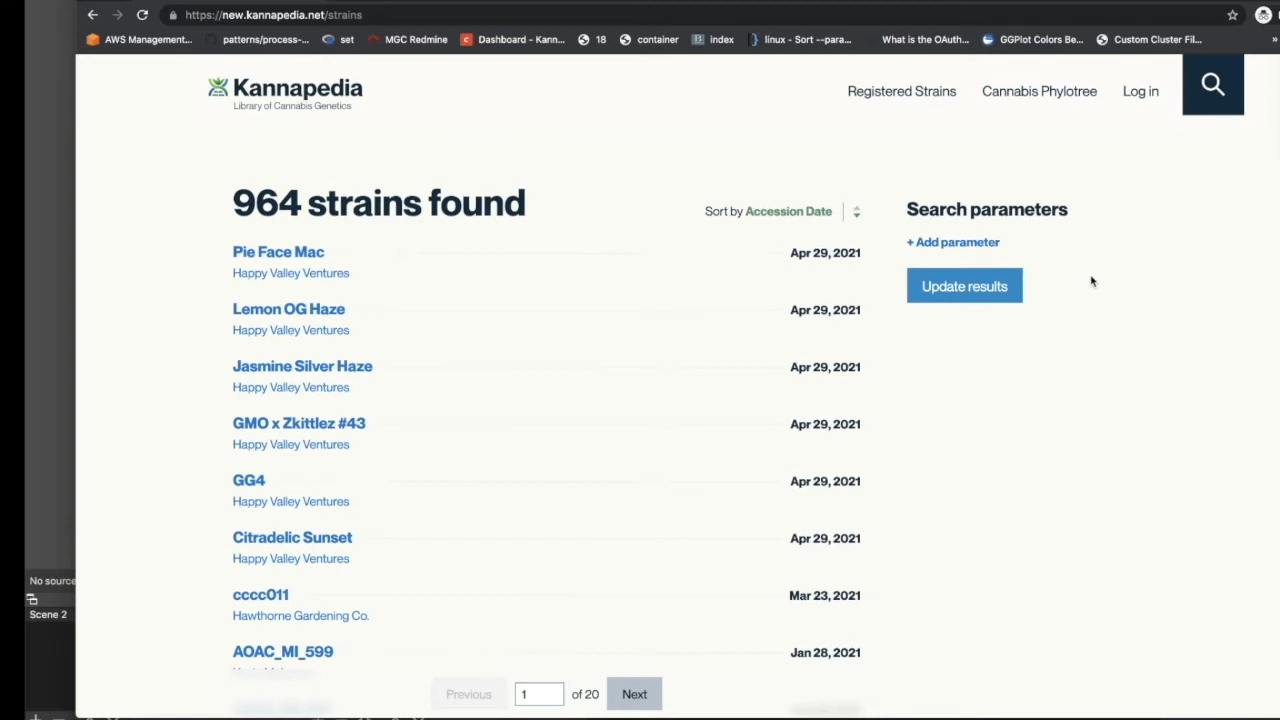 https://new.kannapedia.net/strains
AWS Management...
patterns/process-...
set
MGC Redmine
Dashboard - Kann...
18
container
index
linux - Sort --para...
What is the OAuth...
GGPlot Colors Be...
Custom Cluster Fil...
»
Kannapedia
Library of Cannabis Genetics
Registered Strains
Cannabis Phylotree
Log in
964 strains found
Sort by Accession Date
Search parameters
+ Add parameter
Update results
Pie Face Mac
Apr 29, 2021
Happy Valley Ventures
Lemon OG Haze
Apr 29, 2021
Happy Valley Ventures
Jasmine Silver Haze
Apr 29, 2021
Happy Valley Ventures
GMO x Zkittlez #43
Apr 29, 2021
Happy Valley Ventures
GG4
Apr 29, 2021
Happy Valley Ventures
Citradelic Sunset
Apr 29, 2021
Happy Valley Ventures
cccc011
Mar 23, 2021
Hawthorne Gardening Co.
AOAC_MI_599
Jan 28, 2021
Previous
1
of 20
Next
No source
Scene 2